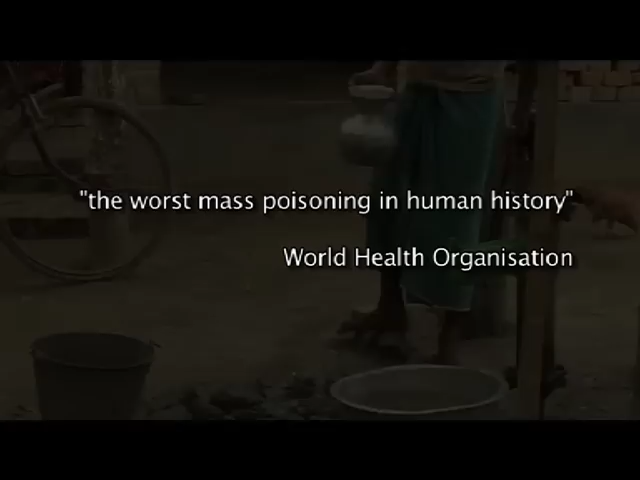 "the worst mass poisoning in human history"
World Health Organisation